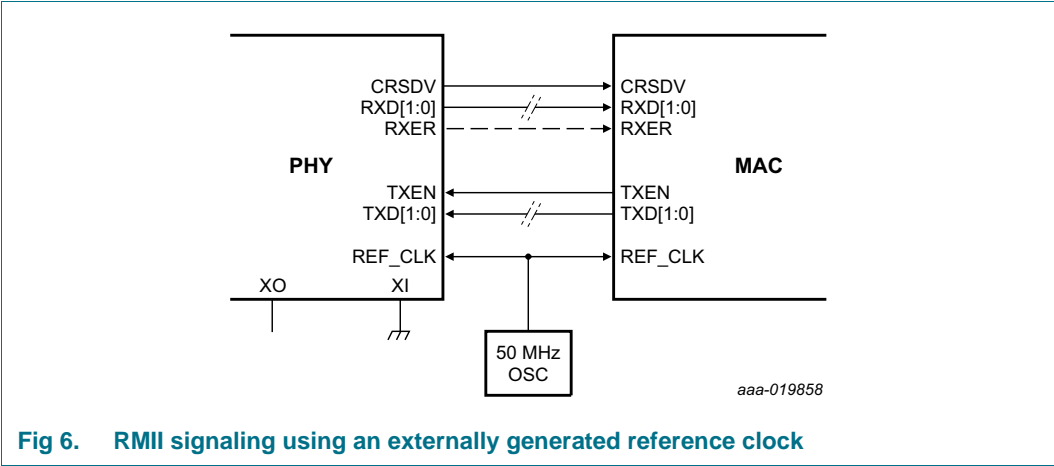 CRSDV CRSDV
RXD[1:0] RXD[1:0]
RXER RXER
PHY MAC
TXEN TXEN
TXD[1:0] TXD[1:0]
REF_CLK REF_CLK
XO XI
50 MHz
OSC
aaa-019858
Fig 6. RMII signaling using an externally generated reference clock